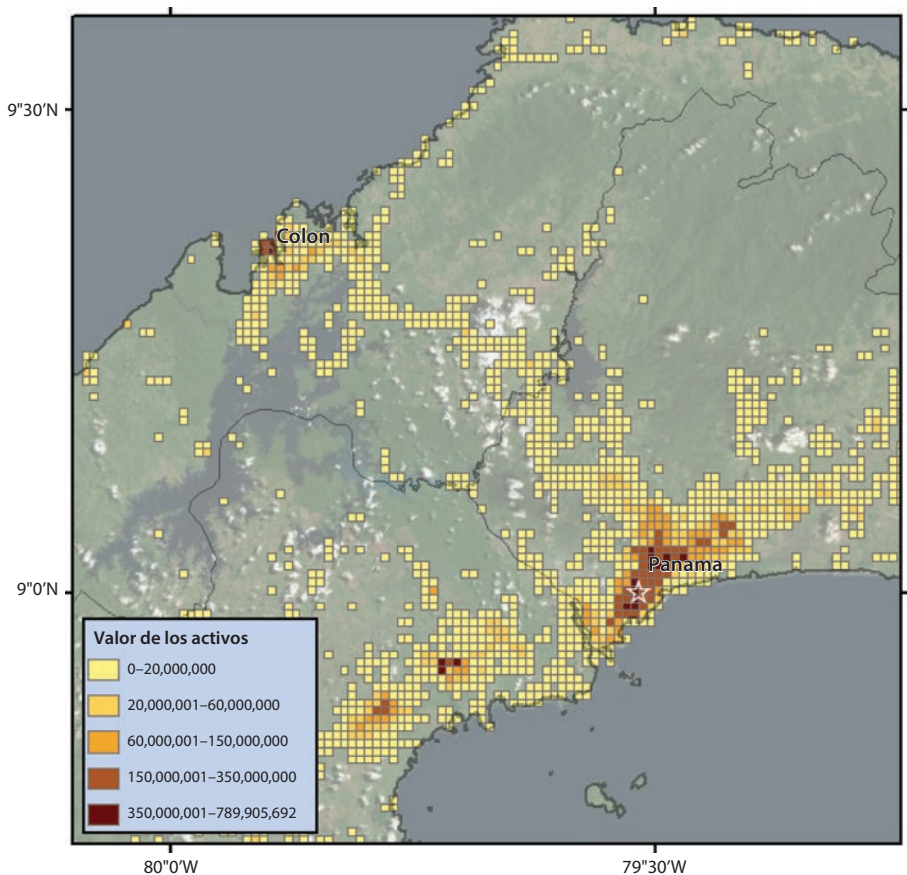 9"30'N
Colon
Panama
9"0'N
Valor de los activos
0–20,000,000
20,000,001–60,000,000
60,000,001–150,000,000
150,000,001–350,000,000
350,000,001–789,905,692
80"0'W
79"30'W